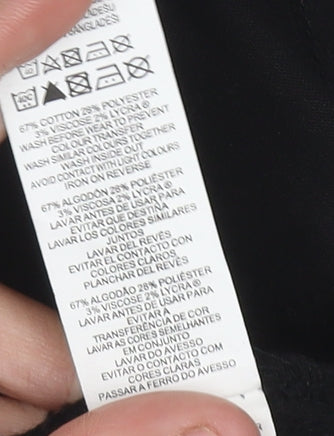 BANGLADESH
40C
67% COTTON 28% POLYESTER
3% VISCOSE 2% LYCRA®
WASH BEFORE WEAR TO PREVENT
COLOUR TRANSFER
WASH SIMILAR COLOURS TOGETHER
WASH INSIDE OUT
AVOID CONTACT WITH LIGHT COLOURS
IRON ON REVERSE
67% ALGODÓN 28% POLIÉSTER
3% VISCOSA 2% LYCRA®
LAVAR ANTES DE USAR PARA
EVITAR QUE DESTIÑA
LAVAR LOS COLORES SIMILARES
JUNTOS
LAVAR DEL REVÉS
EVITAR EL CONTACTO CON
COLORES CLAROS
PLANCHAR DEL REVÉS
67% ALGODÃO 28% POLIÉSTER
3% VISCOSE 2% LYCRA®
LAVAR ANTES DE USAR PARA
EVITAR A
TRANSFERÊNCIA DE COR
LAVAR AS CORES SEMELHANTES
EM CONJUNTO
LAVAR DO AVESSO
EVITAR O CONTACTO COM
CORES CLARAS
PASSAR A FERRO DO AVESSO